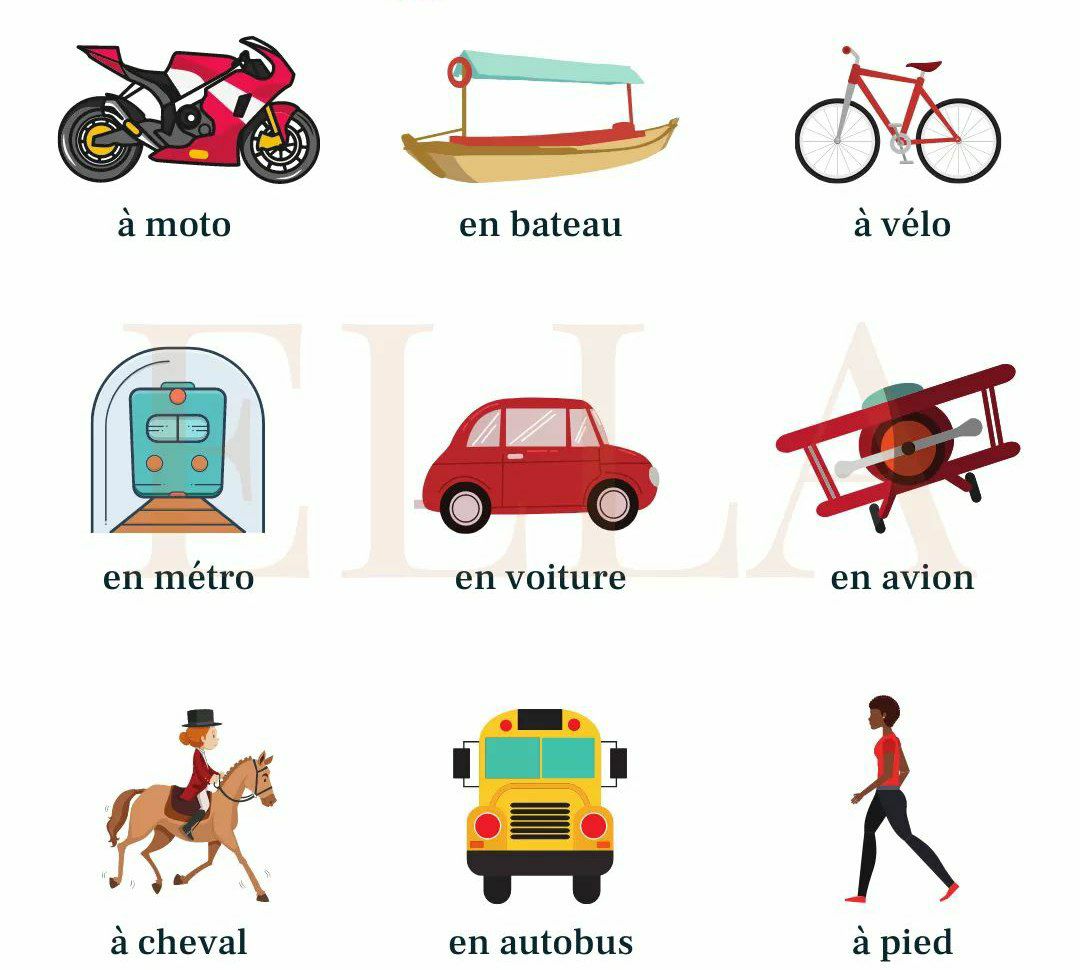 à moto
en bateau
à vélo
ELLA
en métro
en voiture
en avion
à cheval
en autobus
à pied